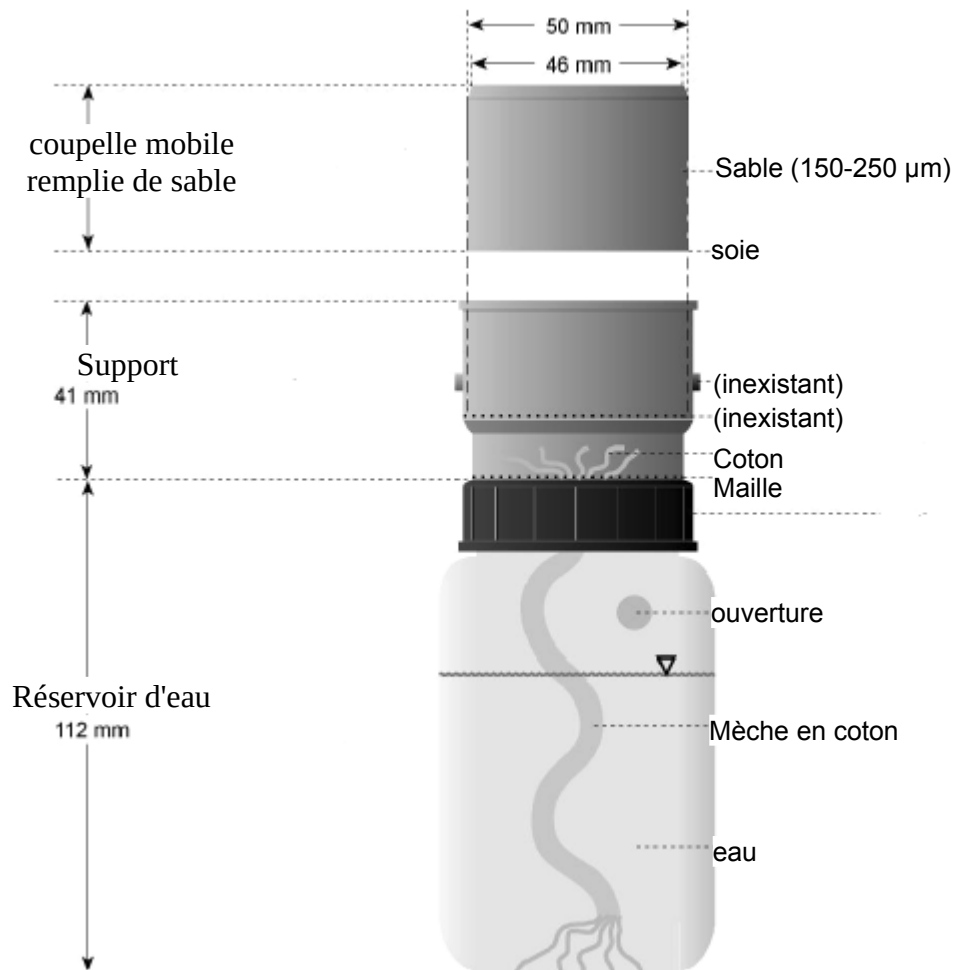 50 mm
46 mm
coupelle mobile
remplie de sable
Sable (150-250 µm)
soie
Support
41 mm
(inexistant)
(inexistant)
Coton
Maille
ouverture
Réservoir d'eau
112 mm
Mèche en coton
eau